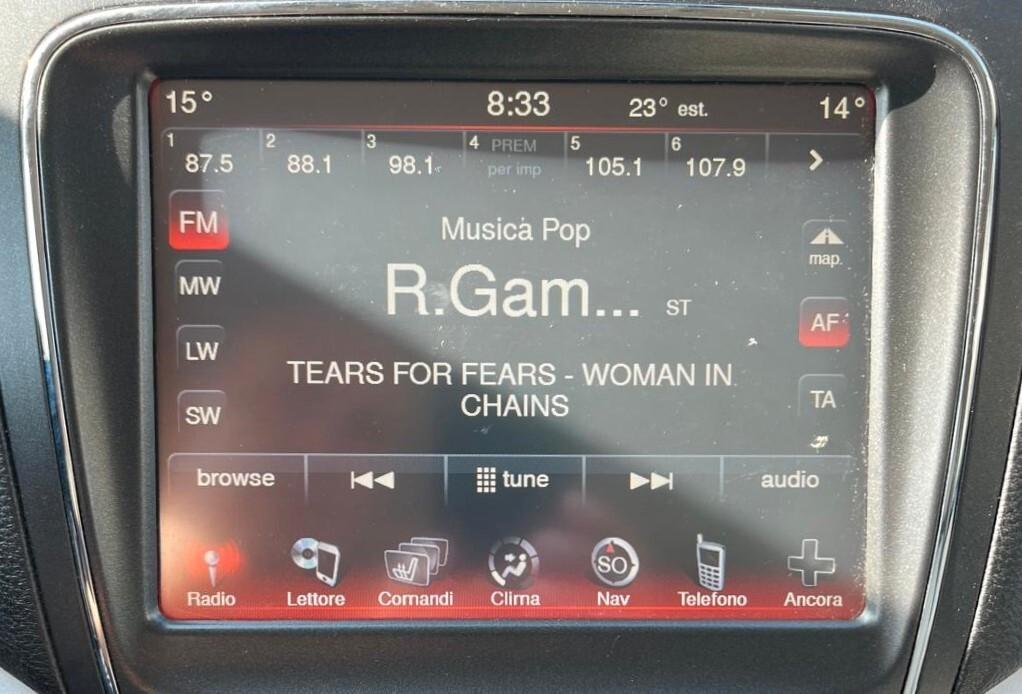 15° 8:33 23° est. 14°
1 2 3 4 PREM 5 6
87.5 88.1 98.1 per imp 105.1 107.9
FM
Musica Pop
map.
MW
R.Gam... ST
AF
LW
TEARS FOR FEARS - WOMAN IN
CHAINS
TA
SW
browse tune audio
SO
Radio Lettore Comandi Clima Nav Telefono Ancora